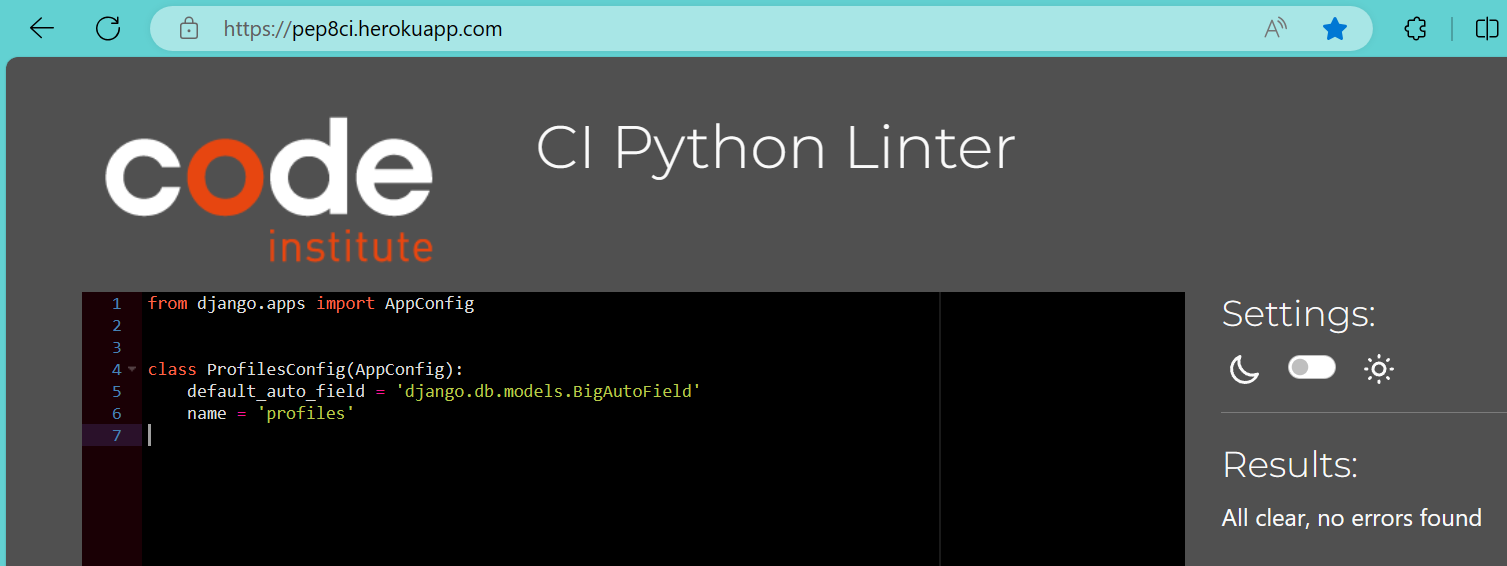 https://pep8ci.herokuapp.com
code
institute
CI Python Linter
1 from django.apps import AppConfig
2
3
4 class ProfilesConfig(AppConfig):
5     default_auto_field = 'django.db.models.BigAutoField'
6     name = 'profiles'
7
Settings:
Results:
All clear, no errors found